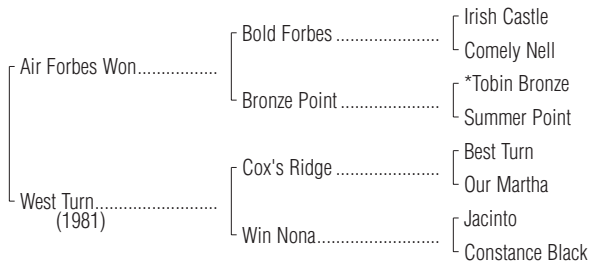 Irish Castle
Bold Forbes ..................
Comely Nell
Air Forbes Won.................
*Tobin Bronze
Bronze Point .................
Summer Point
Best Turn
Cox's Ridge ..................
Our Martha
West Turn..........................
(1981)
Jacinto
Win Nona.....................
Constance Black